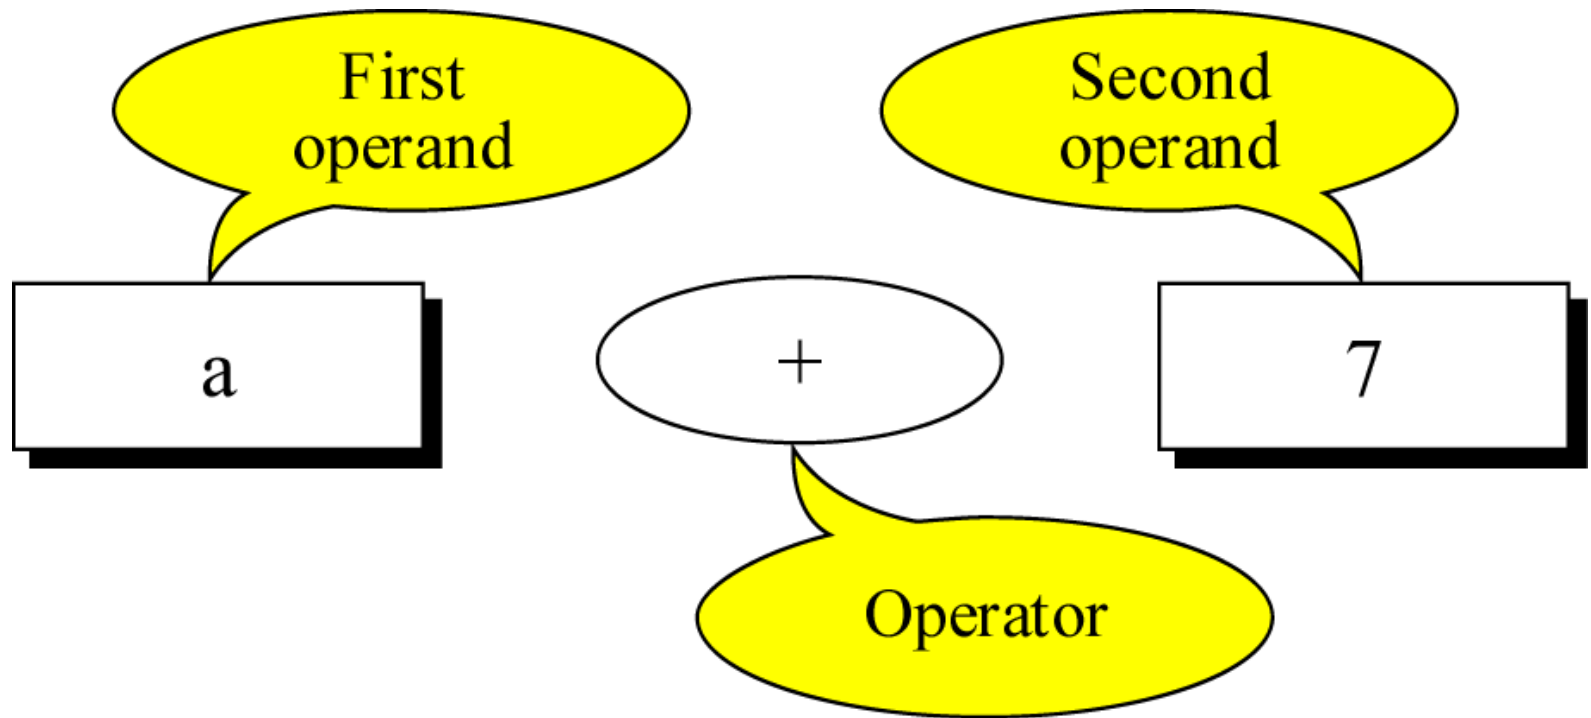 First
operand
Second
operand
a
+
7
Operator